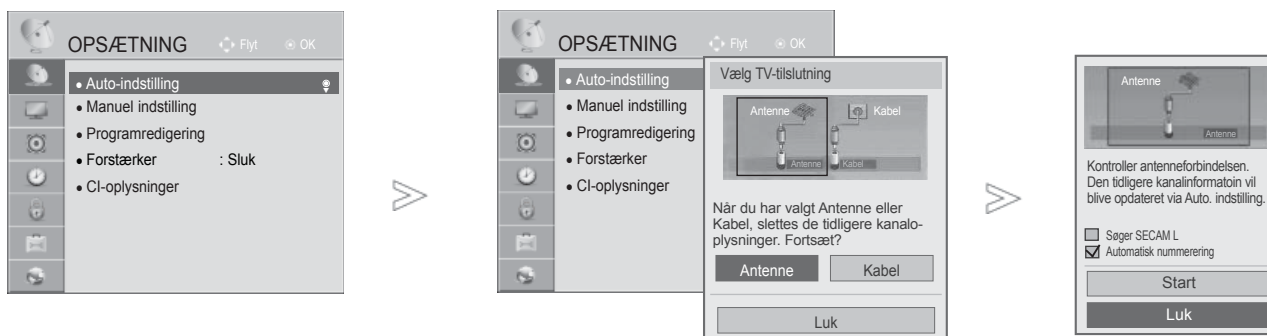 OPSÆTNING
Flyt
OK
• Auto-indstilling
• Manuel indstilling
• Programredigering
• Forstærker : Sluk
• CI-oplysninger
OPSÆTNING
Flyt
OK
• Auto-indstilling
• Manuel indstilling
• Programredigering
• Forstærker
• CI-oplysninger
Vælg TV-tilslutning
Antenne
Kabel
Antenne
Kabel
Når du har valgt Antenne eller
Kabel, slettes de tidligere kanalo-
plysninger. Fortsæt?
Antenne
Kabel
Luk
Antenne
Antenne
Kontroller antenneforbindelsen.
Den tidligere kanalinformatoin vil
blive opdateret via Auto. indstilling.
Søger SECAM L
Automatisk nummerering
Start
Luk